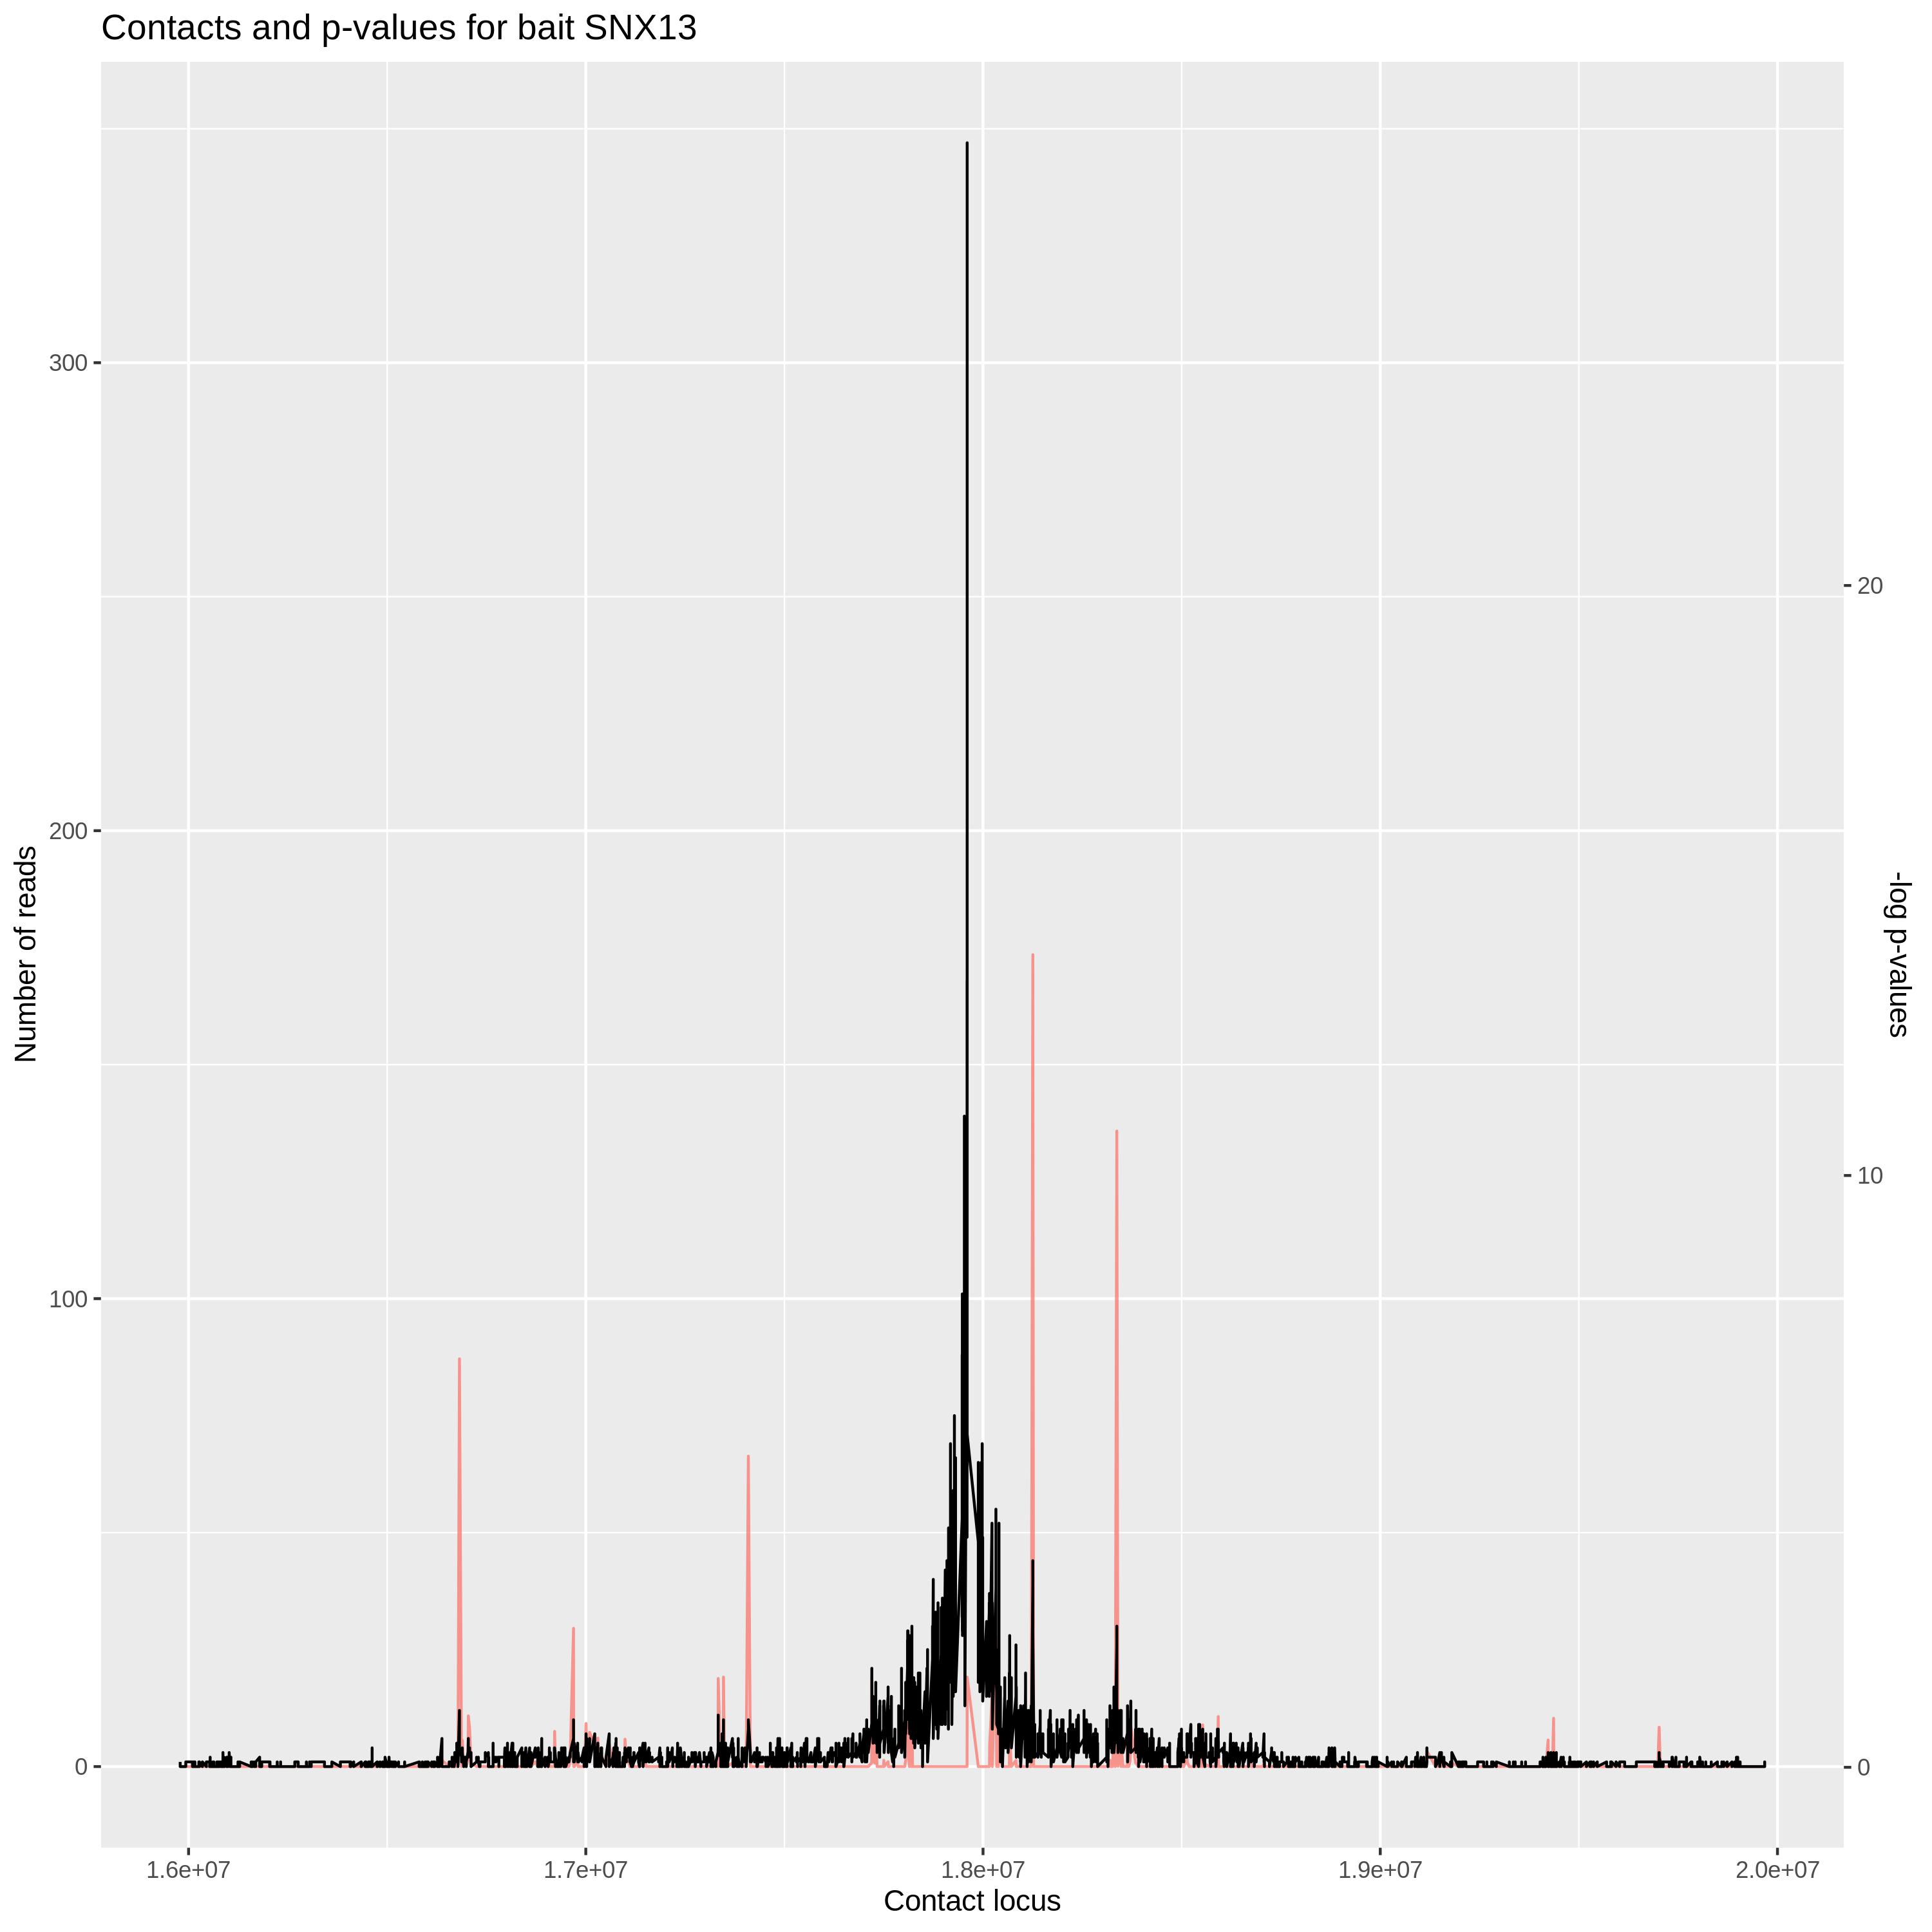 Contacts and p-values for bait SNX13
300
200
100
0
Number of reads
20
10
0
-log p-values
1.6e+07
1.7e+07
1.8e+07
1.9e+07
2.0e+07
Contact locus